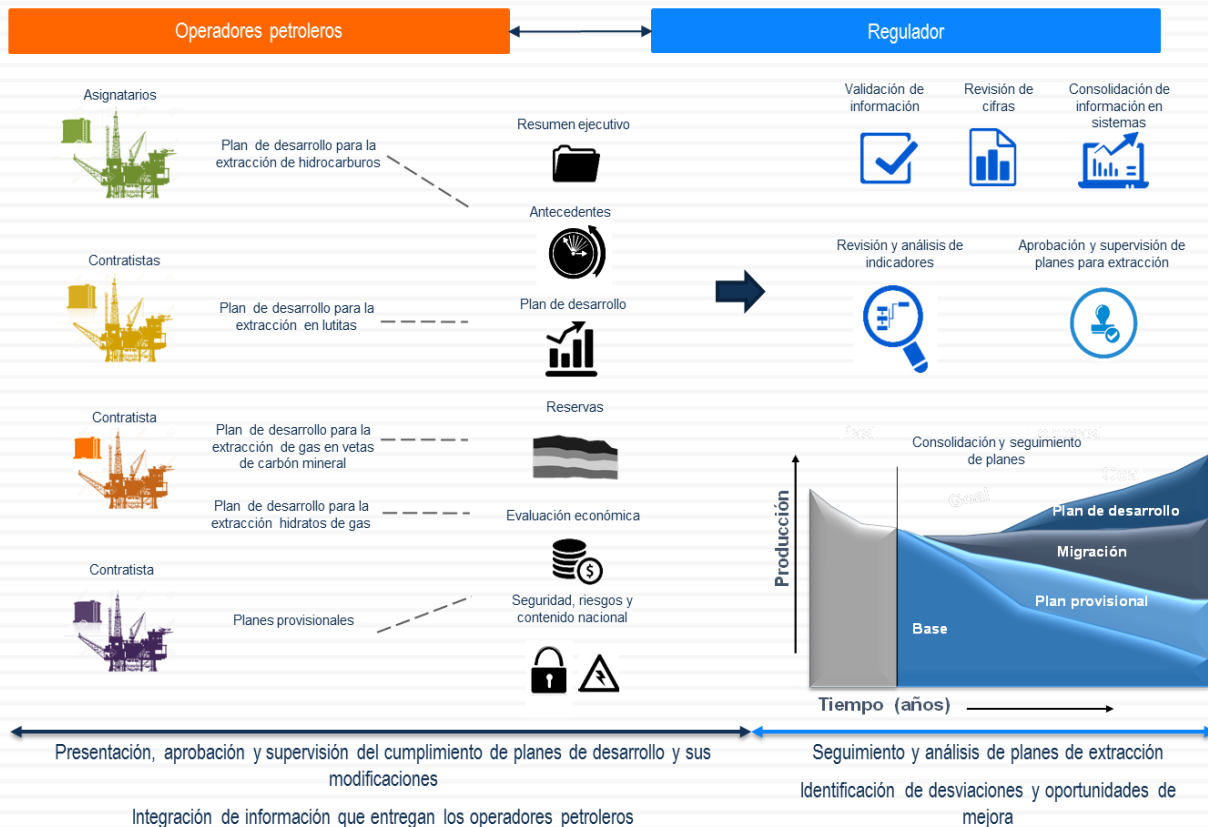 Operadores petroleros
Regulador
Asignatarios
Plan de desarrollo para la
extracción de hidrocarburos
Contratistas
Plan de desarrollo para la
extracción en lutitas
Contratista
Plan de desarrollo para la
extracción de gas en vetas
de carbón mineral
Plan de desarrollo para la
extracción hidratos de gas
Contratista
Planes provisionales
Resumen ejecutivo
Antecedentes
Plan de desarrollo
Reservas
Evaluación económica
$
Seguridad, riesgos y
contenido nacional
Validación de
información
Revisión de
cifras
Consolidación de
información en
sistemas
Revisión y análisis de
indicadores
Aprobación y supervisión de
planes para extracción
Consolidación y seguimiento
de planes
Goal
Producción
Plan de desarrollo
Migración
Plan provisional
Base
Tiempo (años)
Presentación, aprobación y supervisión del cumplimiento de planes de desarrollo y sus
modificaciones
Integración de información que entregan los operadores petroleros
Seguimiento y análisis de planes de extracción
Identificación de desviaciones y oportunidades de
mejora